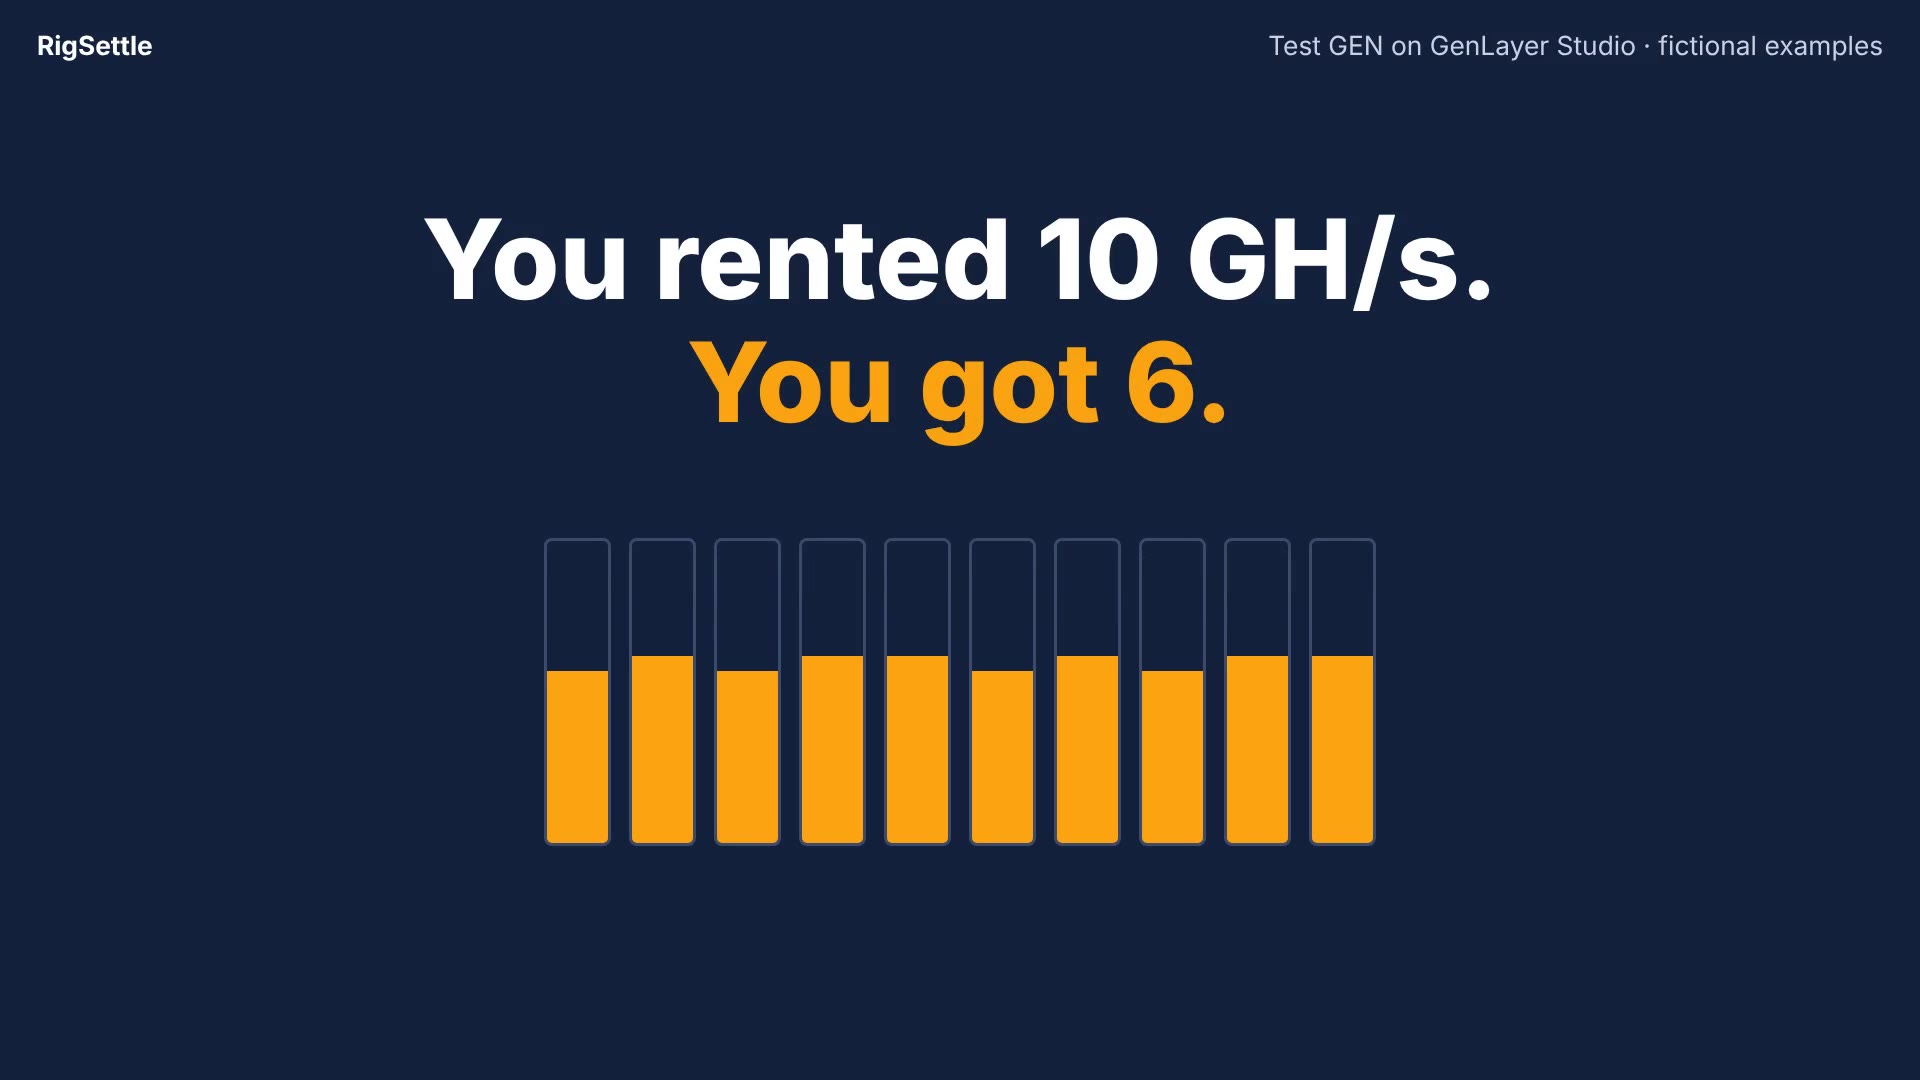 RigSettle
Test GEN on GenLayer Studio · fictional examples
You rented 10 GH/s.
You got 6.